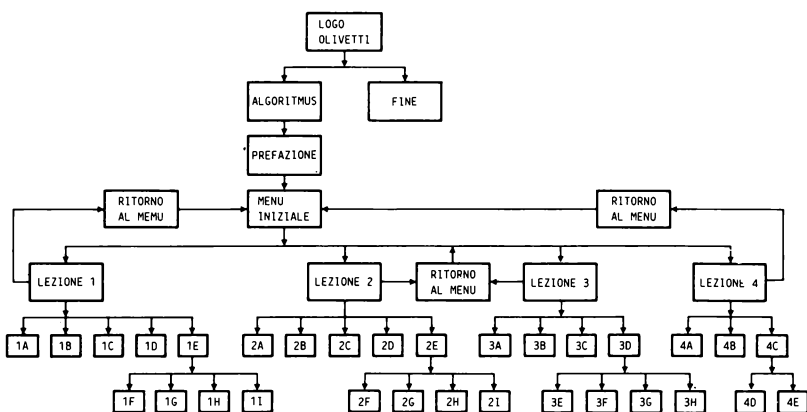 LOGO
OLIVETTI
ALGORITMUS
FINE
PREFAZIONE
RITORNO
AL MEMU
MENU
INIZIALE
RITORNO
AL MENU
LEZIONE 1
LEZIONE 2
RITORNO
AL MENU
LEZIONE 3
LEZIONE 4
1A 1B 1C 1D 1E 2A 2B 2C 2D 2E 3A 3B 3C 3D 4A 4B 4C
1F 1G 1H 1I 2F 2G 2H 2I 3E 3F 3G 3H 4D 4E